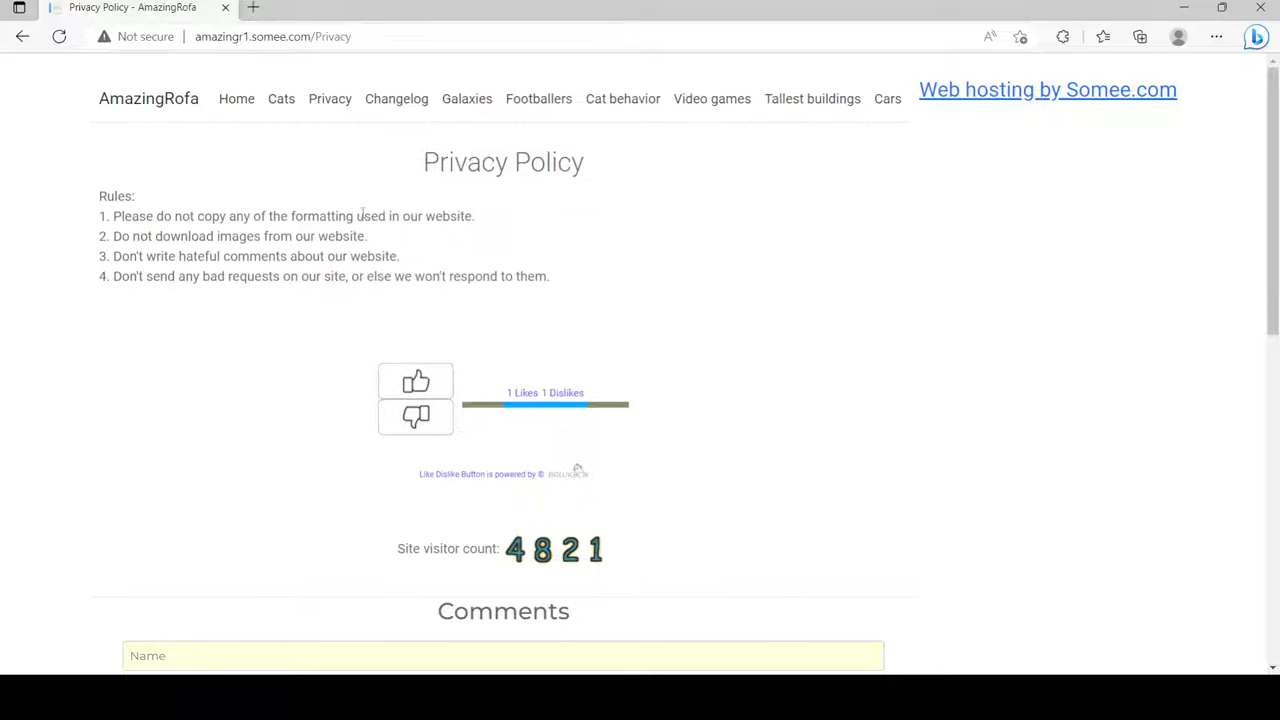 Privacy Policy - AmazingRofa
Not secure | amazingr1.somee.com/Privacy
AmazingRofa Home Cats Privacy Changelog Galaxies Footballers Cat behavior Video games Tallest buildings Cars
Web hosting by Somee.com
Privacy Policy
Rules:
1. Please do not copy any of the formatting used in our website.
2. Do not download images from our website.
3. Don't write hateful comments about our website.
4. Don't send any bad requests on our site, or else we won't respond to them.
1 Likes 1 Dislikes
Like Dislike Button is powered by ©
Site visitor count: 4821
Comments
Name